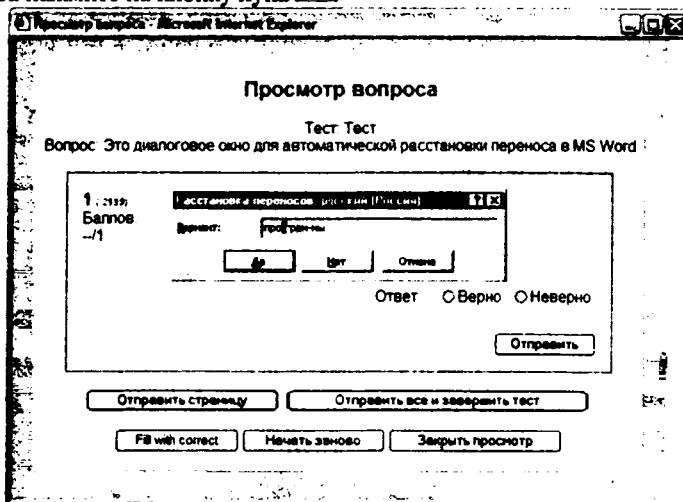 Просмотр вопроса - Microsoft Internet Explorer
Просмотр вопроса
Тест: Тест
Вопрос: Это диалоговое окно для автоматической расстановки переноса в MS Word
1
Баллов:
--/1
Расстановка переносов: русский (Россия)
Вариант:
програм-мы
Да
Нет
Отмена
Ответ
Верно
Неверно
Отправить
Отправить страницу
Отправить все и завершить тест
Fill with correct
Начать заново
Закрыть просмотр